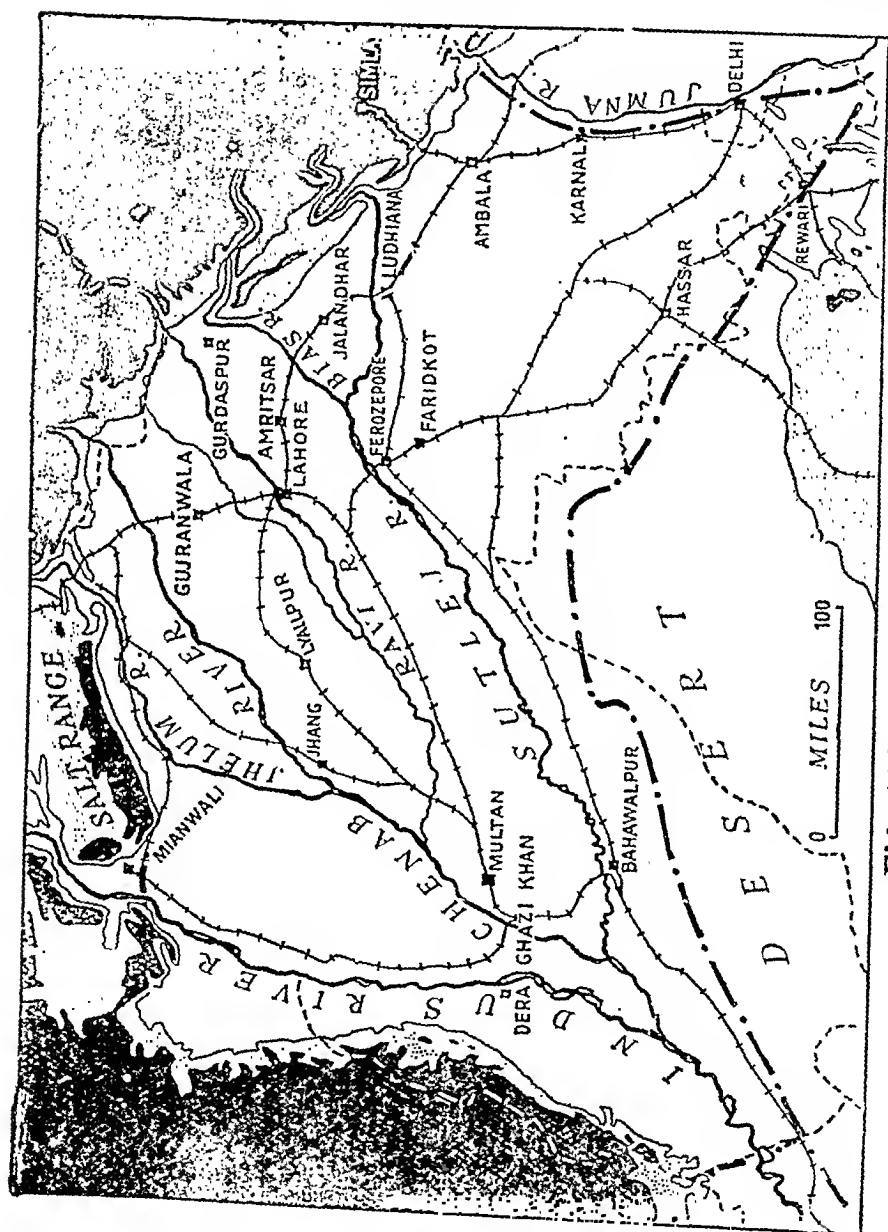 SIMLA
SALT RANGE
MIANWALI
JHELUM R.
CHENAB RIVER
INDUS RIVER
GUJRANWALA
GURDASPUR
AMRITSAR
LAHORE
LYALPUR
JHANG
RAVI R.
BIAS R.
JALANDHAR
LUDHIANA
FEROZEPORE
FARIDKOT
SUTLEJ R.
AMBALA
KARNAL
JUMNA R.
DELHI
HASSAR
REWARI
MULTAN
DERA GHAZI KHAN
BAHAWALPUR
DESERT
0 MILES 100